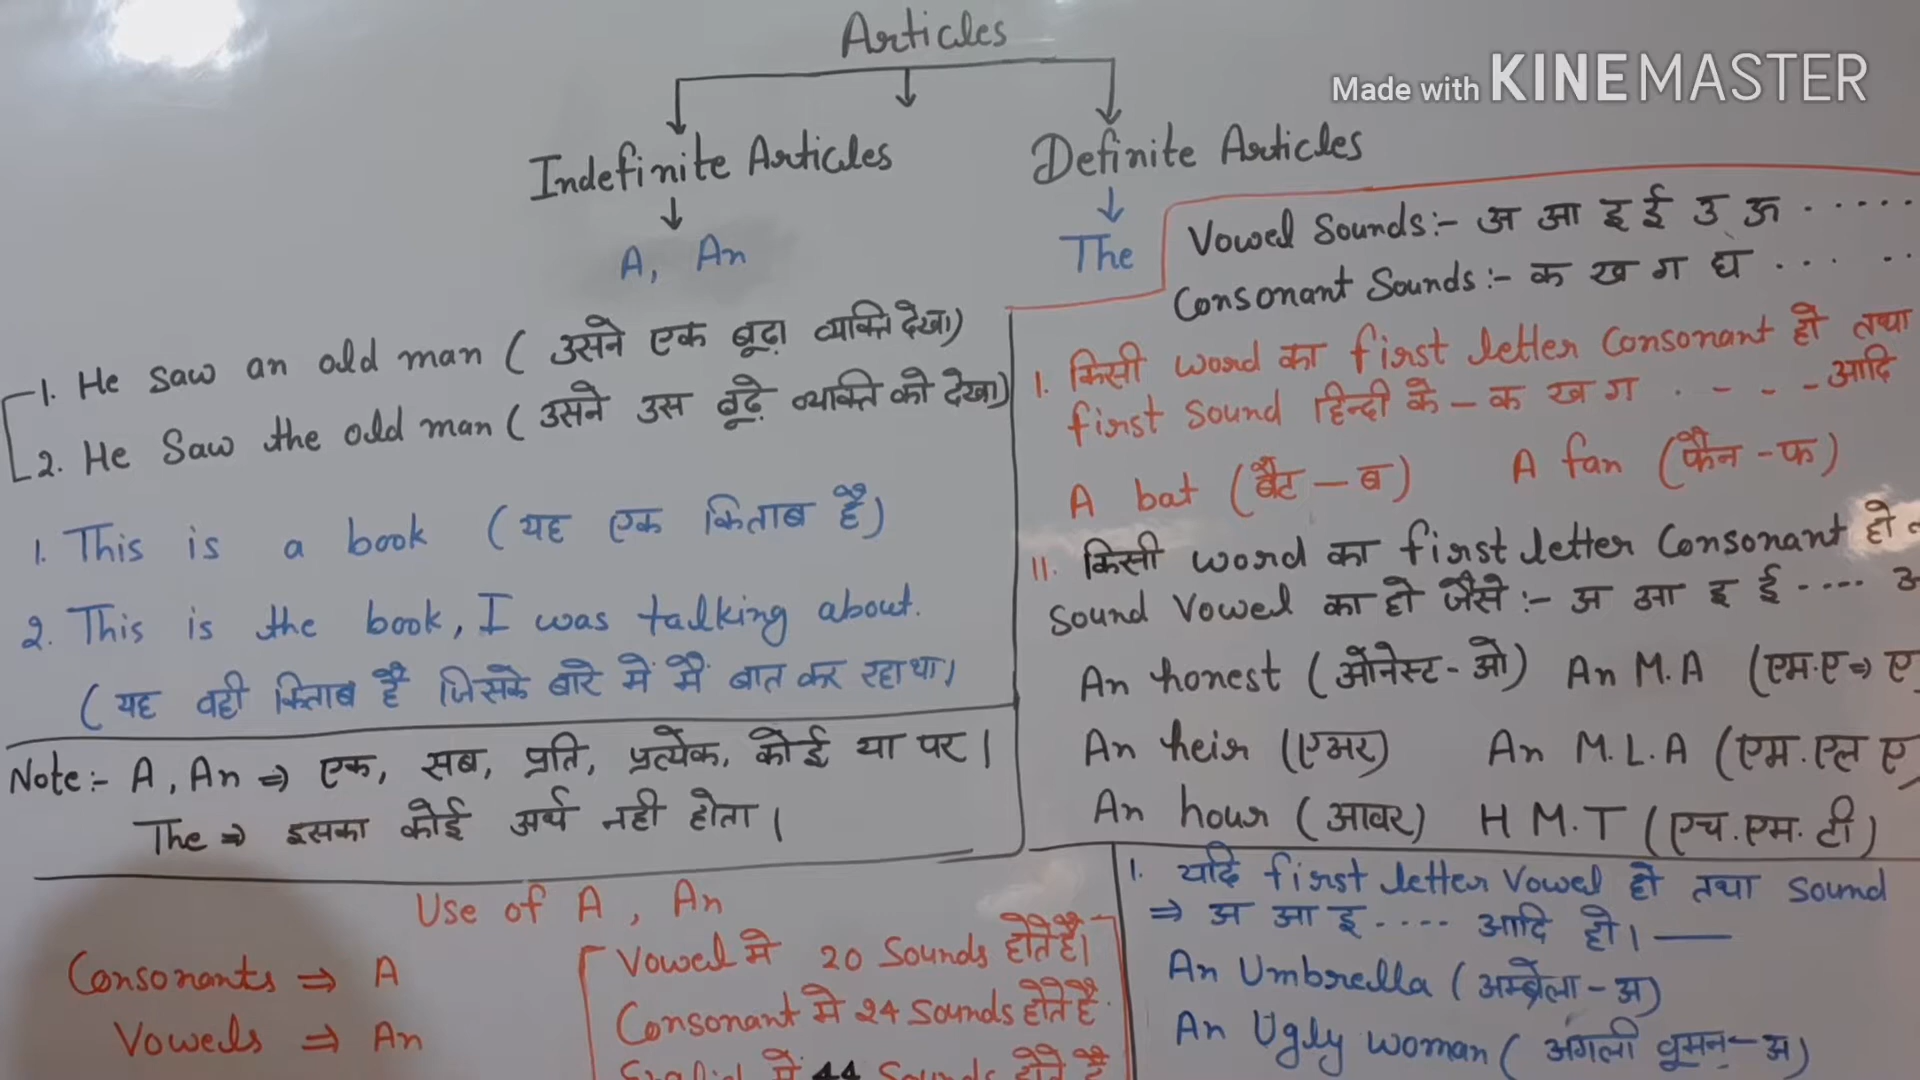 Articles
Made with KINEMASTER
Indefinite Articles
Definite Articles
A, An
The
Vowel Sounds:- अ आ इ ई उ ऊ ......
Consonant Sounds:- क ख ग घ .... ..
1. He saw an old man ( उसने एक बूढ़ा व्यक्ति देखा)
2. He Saw the old man ( उसने उस बूढ़े व्यक्ति को देखा)
1. This is a book (यह एक किताब है)
2. This is the book, I was talking about.
( यह वही किताब है जिसके बारे में मैं बात कर रहा था।
Note:- A, An ⇒ एक, सब, प्रति, प्रत्येक, कोई या पर।
The ⇒ इसका कोई अर्थ नही होता।
I. किसी word का first letter Consonant हो तथा
first Sound हिन्दी के - क ख ग . - - - आदि
A bat (बैट - ब) A fan (फैन - फ)
II. किसी word का first letter Consonant हो
Sound Vowel का हो जैसे :- अ आ इ ई ....
An honest (ऑनेस्ट - ओ) An M.A (एम.ए ⇒ ए
An heir (एअर) An M.L.A (एम.एल ए)
An hour (आवर) H M.T (एच.एम. टी)
Use of A, An
Consonants ⇒ A
Vowels ⇒ An
Vowel मे 20 Sounds होते है।
Consonant मे 24 Sounds होते है
में 44 Sounds होते है
1. यदि first letter Vowel हो तथा Sound
⇒ अ आ इ .... आदि हो। —
An Umbrella (अम्ब्रेला - अ)
An Ugly woman ( अगली वूमन - अ)